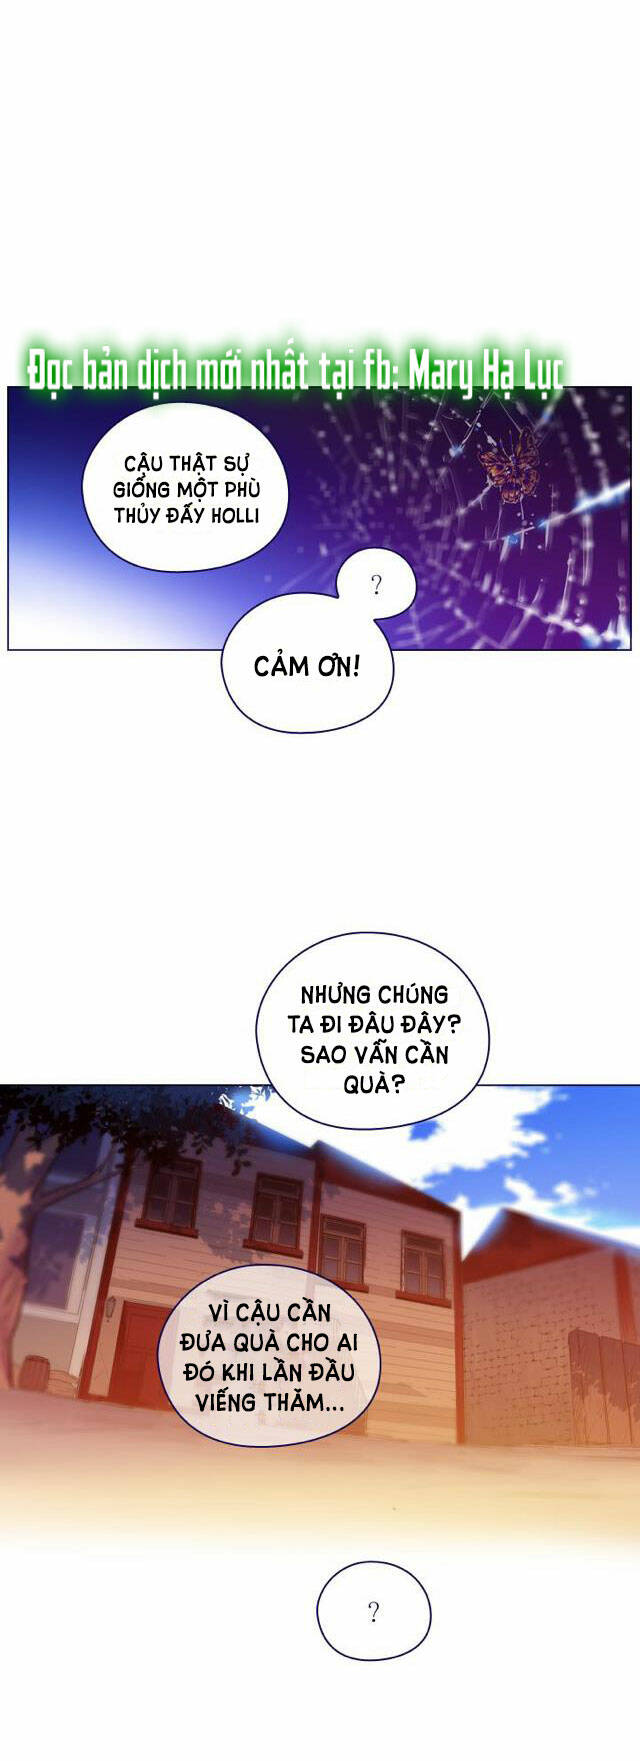 Đọc bản dịch mới nhất tại fb: Mary Hạ Lục
CẬU THẬT SỰ
GIỐNG MỘT PHÙ
THỦY ĐẤY HOLLI
?
CẢM ƠN!
NHƯNG CHÚNG
TA ĐI ĐÂU ĐÂY?
SAO VẪN CẦN
QUÀ?
VÌ CẬU CẦN
ĐƯA QUÀ CHO AI
ĐÓ KHI LẦN ĐẦU
VIẾNG THĂM...
?